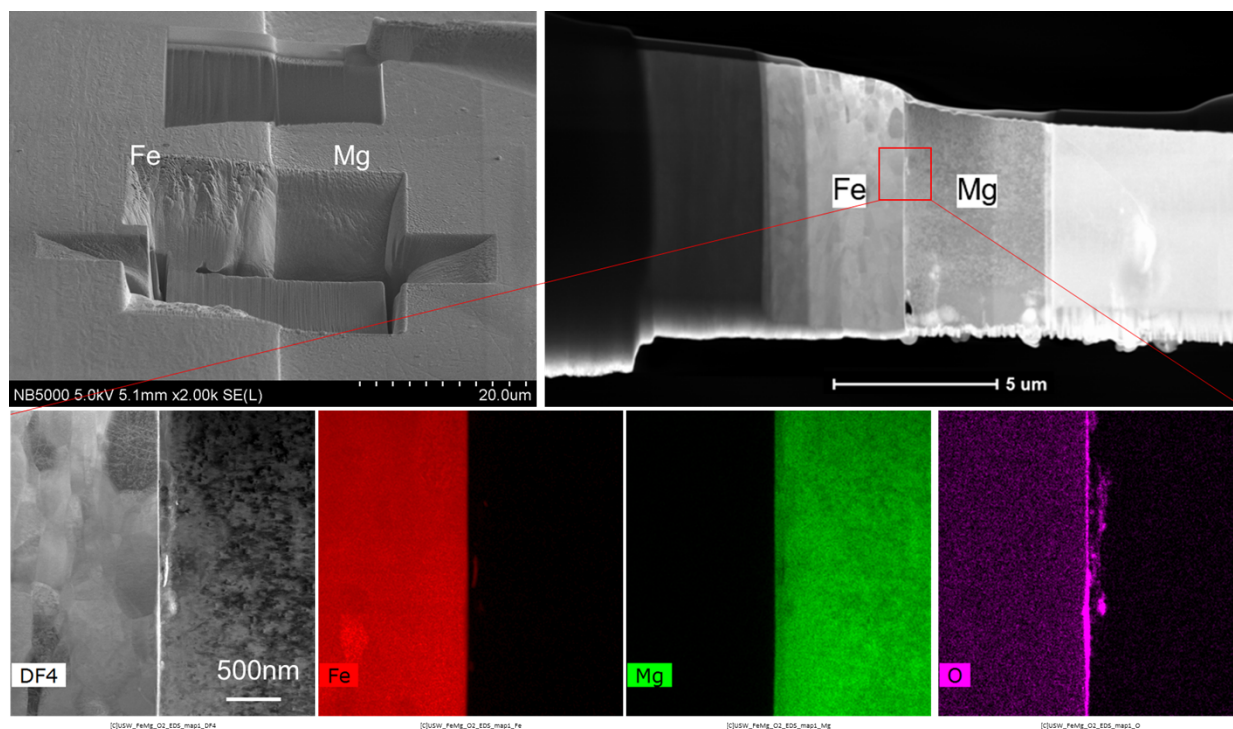 Fe
Mg
NB5000 5.0kV 5.1mm x2.00k SE(L)
20.0um
Fe
Mg
5 um
DF4
500nm
Fe
Mg
O
[C]USW_FeMg_O2_EDS_map1_DF4
[C]USW_FeMg_O2_EDS_map1_Fe
[C]USW_FeMg_O2_EDS_map1_Mg
[C]USW_FeMg_O2_EDS_map1_O